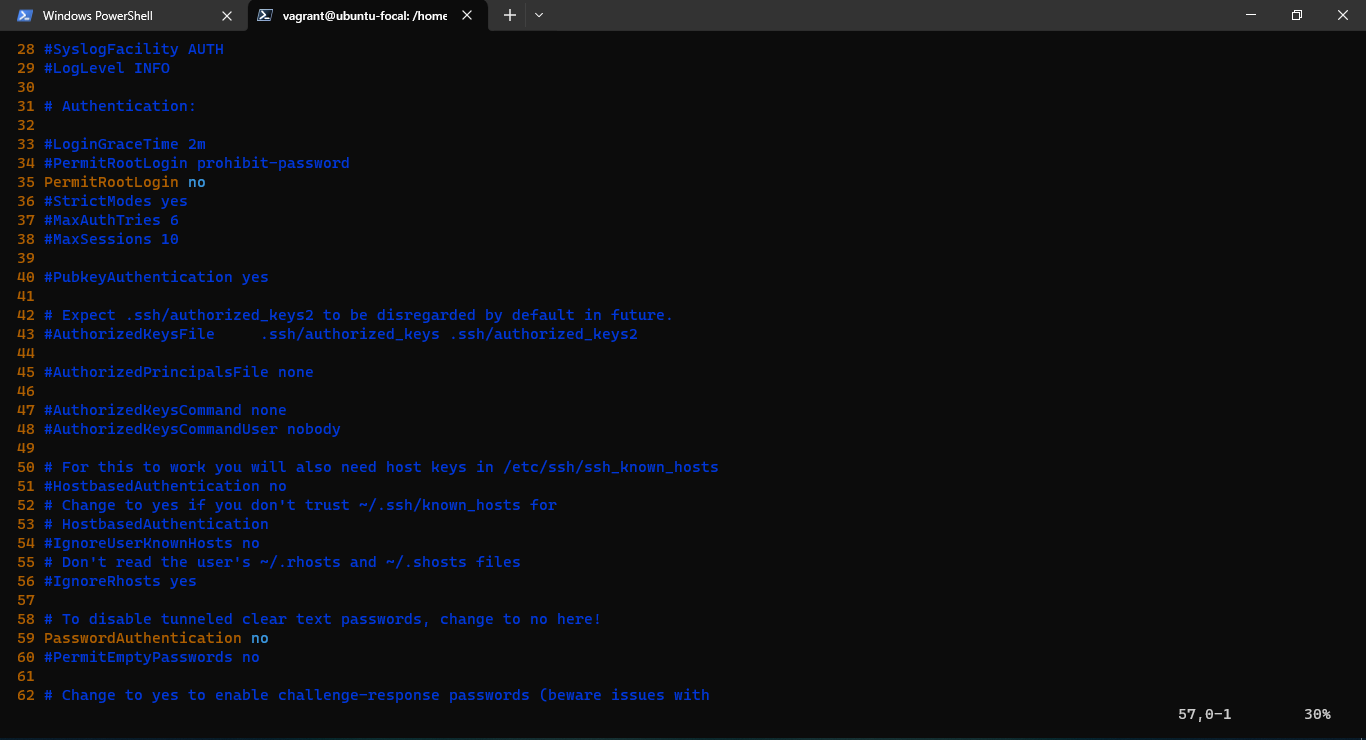 Windows PowerShell
vagrant@ubuntu-focal: /home
28 #SyslogFacility AUTH
29 #LogLevel INFO
30
31 # Authentication:
32
33 #LoginGraceTime 2m
34 #PermitRootLogin prohibit-password
35 PermitRootLogin no
36 #StrictModes yes
37 #MaxAuthTries 6
38 #MaxSessions 10
39
40 #PubkeyAuthentication yes
41
42 # Expect .ssh/authorized_keys2 to be disregarded by default in future.
43 #AuthorizedKeysFile     .ssh/authorized_keys .ssh/authorized_keys2
44
45 #AuthorizedPrincipalsFile none
46
47 #AuthorizedKeysCommand none
48 #AuthorizedKeysCommandUser nobody
49
50 # For this to work you will also need host keys in /etc/ssh/ssh_known_hosts
51 #HostbasedAuthentication no
52 # Change to yes if you don't trust ~/.ssh/known_hosts for
53 # HostbasedAuthentication
54 #IgnoreUserKnownHosts no
55 # Don't read the user's ~/.rhosts and ~/.shosts files
56 #IgnoreRhosts yes
57
58 # To disable tunneled clear text passwords, change to no here!
59 PasswordAuthentication no
60 #PermitEmptyPasswords no
61
62 # Change to yes to enable challenge-response passwords (beware issues with
57,0-1 30%